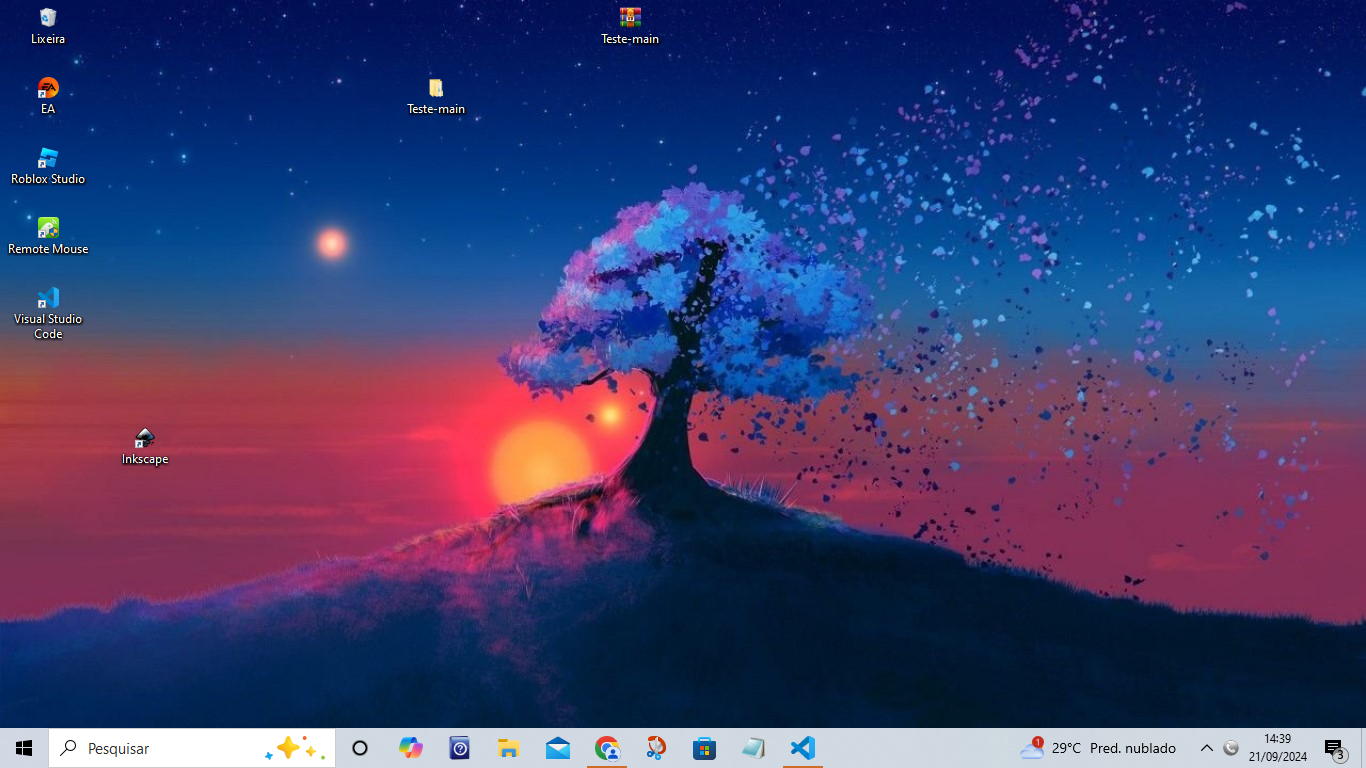 Lixeira
Teste-main
EA
Teste-main
Roblox Studio
Remote Mouse
Visual Studio
Code
Inkscape
Pesquisar
1
29°C Pred. nublado
14:39
21/09/2024
3